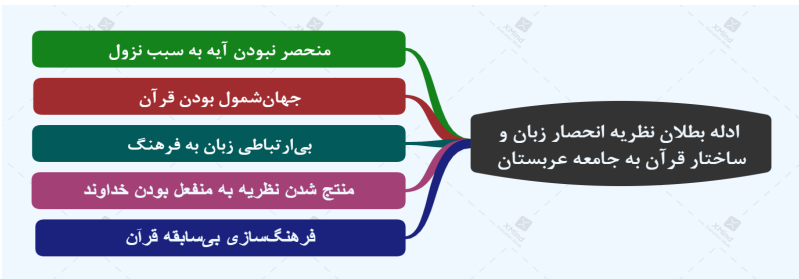 ادله بطلان نظریه انحصار زبان و
ساختار قرآن به جامعه عربستان
منحصر نبودن آیه به سبب نزول
جهان‌شمول بودن قرآن
بی‌ارتباطی زبان به فرهنگ
منتج شدن نظریه به منفعل بودن خداوند
فرهنگ‌سازی بی‌سابقه قرآن